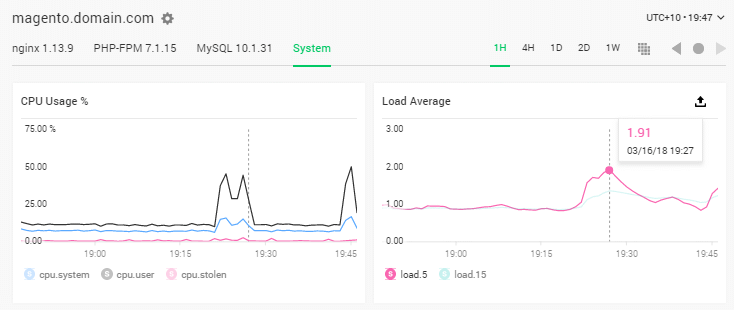 magento.domain.com
UTC+10 • 19:47
nginx 1.13.9 PHP-FPM 7.1.15 MySQL 10.1.31 System 1H 4H 1D 2D 1W
CPU Usage %
75.00 %
50.00
25.00
0.00
19:00 19:15 19:30 19:45
S cpu.system S cpu.user S cpu.stolen
Load Average
3.00
2.00
1.00
0.00
1.91
03/16/18 19:27
19:00 19:15 19:30 19:45
S load.5 S load.15